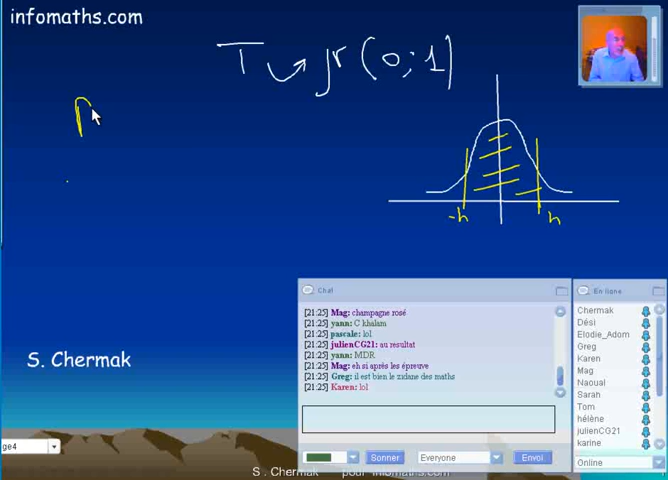 infomaths.com
T ↪ N(0;1)
-h h
S. Chermak
Chat
[21:25] Mag: champagne rosé
[21:25] yann: C khalam
[21:25] pascale: lol
[21:25] julienCG21: au resultat
[21:25] yann: MDR
[21:25] Mag: eh si après les épreuve
[21:25] Greg: il est bien le zidane des maths
[21:25] Karen: lol
Sonner
Everyone
Envoi
En ligne
Chermak
Dési
Elodie_Adom
Greg
Karen
Mag
Naoual
Sarah
Tom
hélène
julienCG21
karine
Online
ge4
S . Chermak pour infomaths.com